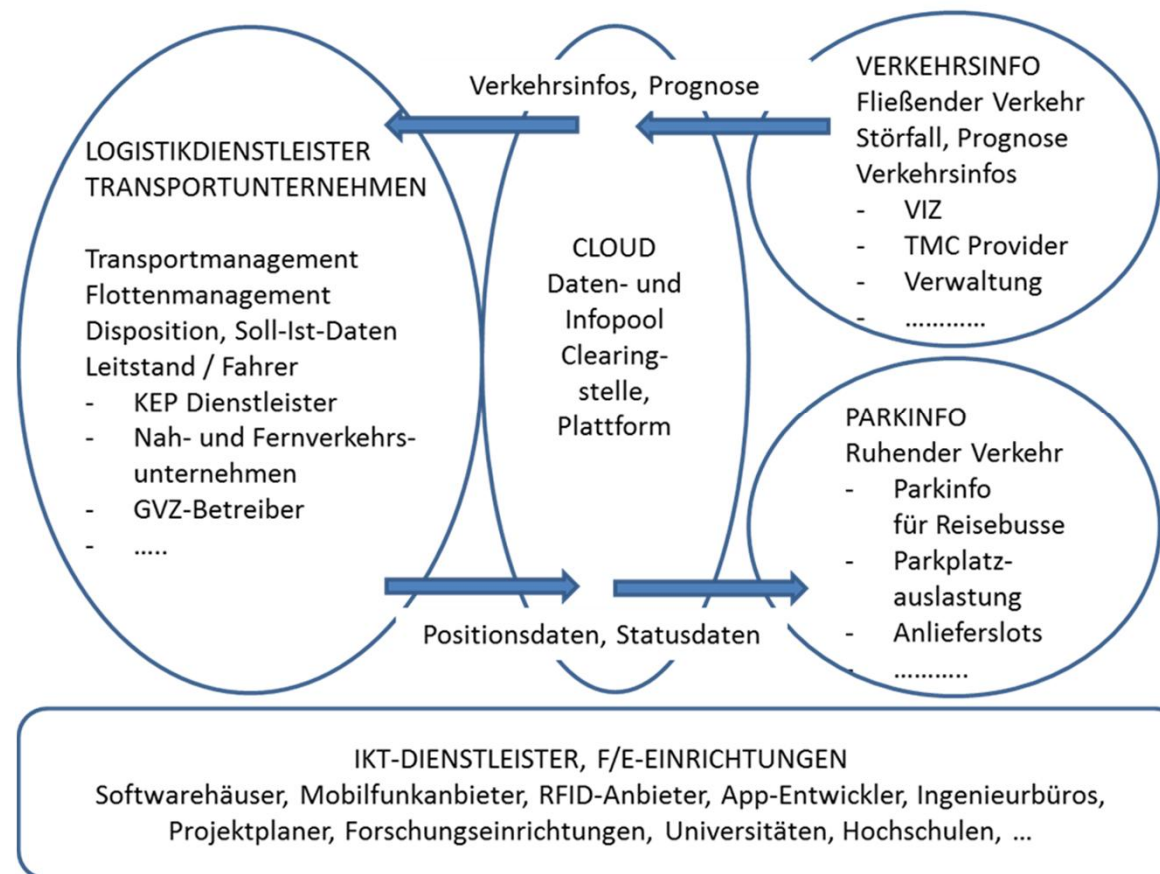 Verkehrsinfos, Prognose
LOGISTIKDIENSTLEISTER
TRANSPORTUNTERNEHMEN
Transportmanagement
Flottenmanagement
Disposition, Soll-Ist-Daten
Leitstand / Fahrer
- KEP Dienstleister
- Nah- und Fernverkehrs-
unternehmen
- GVZ-Betreiber
- .....
CLOUD
Daten- und
Infopool
Clearing-
stelle,
Plattform
VERKEHRSINFO
Fließender Verkehr
Störfall, Prognose
Verkehrsinfos
- VIZ
- TMC Provider
- Verwaltung
- …………
PARKINFO
Ruhender Verkehr
- Parkinfo
für Reisebusse
- Parkplatz-
auslastung
- Anlieferslots
- ………..
Positionsdaten, Statusdaten
IKT-DIENSTLEISTER, F/E-EINRICHTUNGEN
Softwarehäuser, Mobilfunkanbieter, RFID-Anbieter, App-Entwickler, Ingenieurbüros,
Projektplaner, Forschungseinrichtungen, Universitäten, Hochschulen, ...